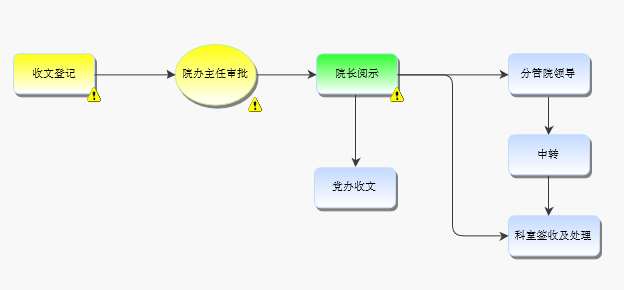 收文登记
院办主任审批
院长阅示
分管院领导
中转
党办收文
科室签收及处理